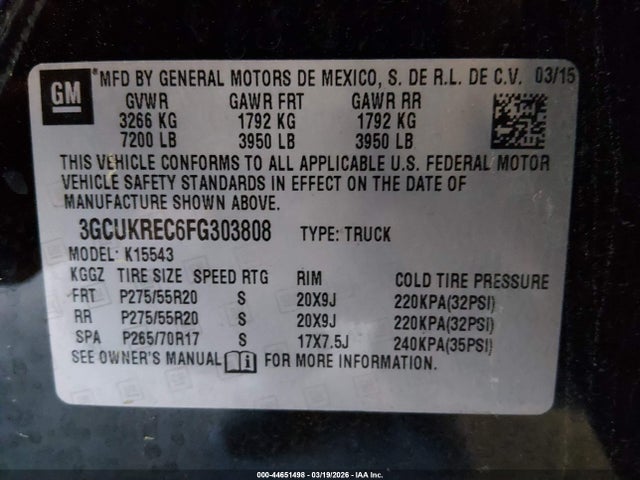 GM
*MFD BY GENERAL MOTORS DE MEXICO, S. DE R.L. DE C.V. 03/15
GVWR GAWR FRT GAWR RR
3266 KG 1792 KG 1792 KG
7200 LB 3950 LB 3950 LB
THIS VEHICLE CONFORMS TO ALL APPLICABLE U.S. FEDERAL MOTOR
VEHICLE SAFETY STANDARDS IN EFFECT ON THE DATE OF
MANUFACTURE SHOWN ABOVE.
3GCUKREC6FG303808 TYPE: TRUCK
MODEL: K15543
KGGZ TIRE SIZE SPEED RTG RIM COLD TIRE PRESSURE
FRT P275/55R20 S 20X9J 220KPA(32PSI)
RR P275/55R20 S 20X9J 220KPA(32PSI)
SPA P265/70R17 S 17X7.5J 240KPA(35PSI)
SEE OWNER'S MANUAL FOR MORE INFORMATION.
000-44651498 - 03/19/2026 - IAA Inc.